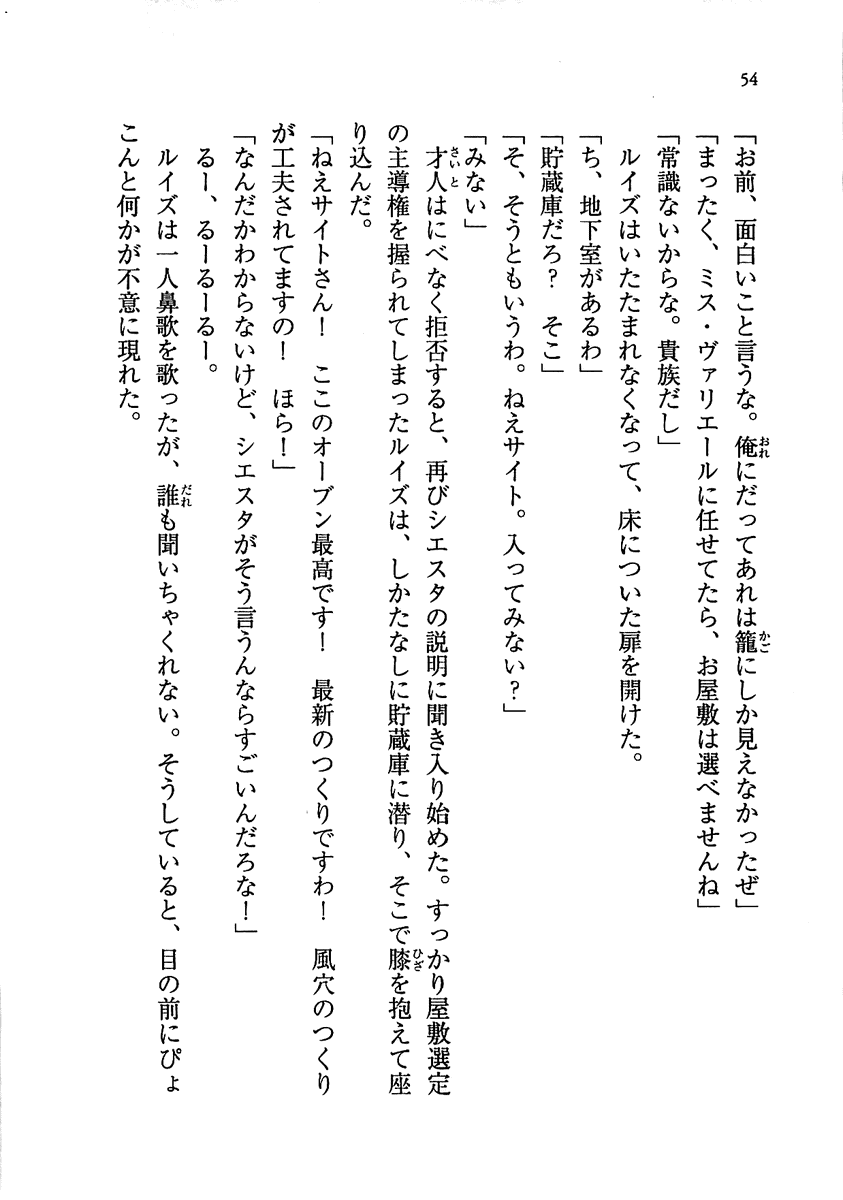 54
「お前、面白いこと言うな。俺にだってあれは籠にしか見えなかったぜ」
「まったく、ミス・ヴァリエールに任せてたら、お屋敷は選べませんね」
「常識ないからな。貴族だし」
ルイズはいたたまれなくなって、床についた扉を開けた。
「ち、地下室があるわ」
「貯蔵庫だろ？　そこ」
「そ、そうともいうわ。ねえサイト。入ってみない？」
「みない」
才人はにべなく拒否すると、再びシエスタの説明に聞き入り始めた。すっかり屋敷選定
の主導権を握られてしまったルイズは、しかたなしに貯蔵庫に潜り、そこで膝を抱えて座
り込んだ。
「ねえサイトさん！　ここのオーブン最高です！　最新のつくりですわ！　風穴のつくり
が工夫されてますの！　ほら！」
「なんだかわからないけど、シエスタがそう言うんならすごいんだろな！」
るー、るーるーるー。
ルイズは一人鼻歌を歌ったが、誰も聞いちゃくれない。そうしていると、目の前にぴょ
こんと何かが不意に現れた。